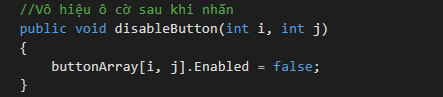 //Vô hiệu ô cờ sau khi nhấn
public void disableButton(int i, int j)
{
buttonArray[i, j].Enabled = false;
}